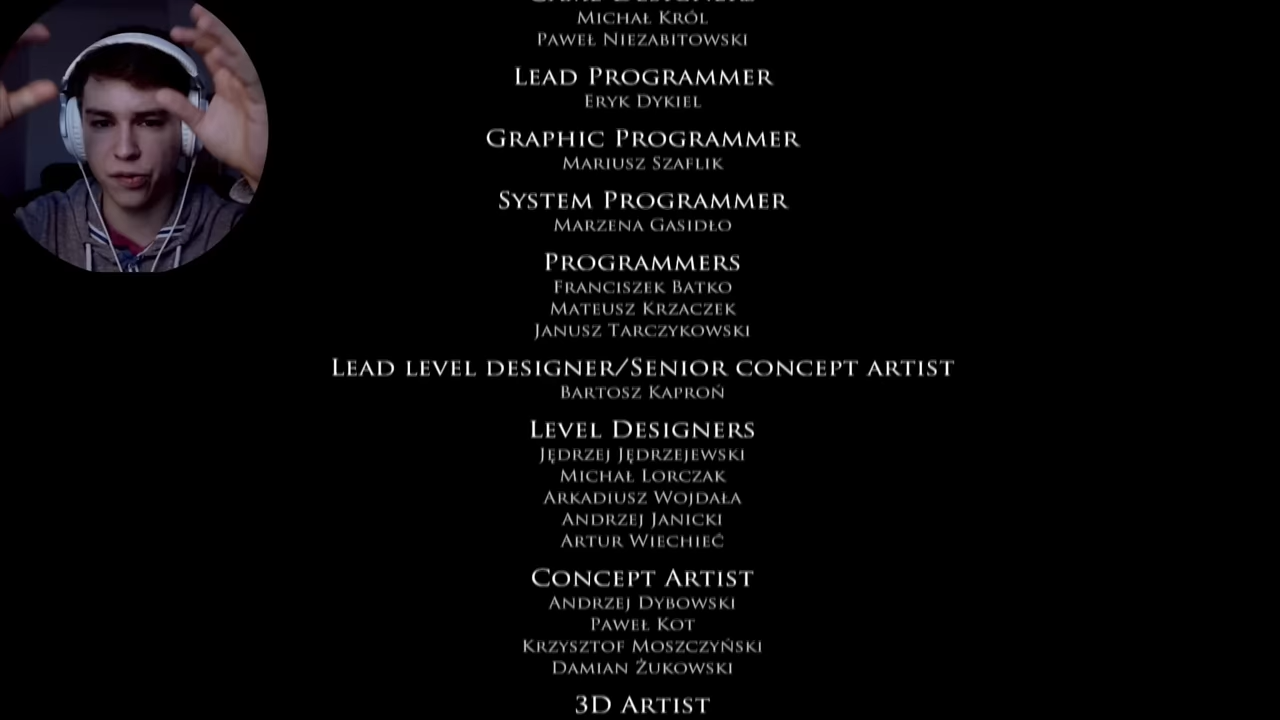 Game Designers
Michał Król
Paweł Niezabitowski
Lead Programmer
Eryk Dykiel
Graphic Programmer
Mariusz Szaflik
System Programmer
Marzena Gasidło
Programmers
Franciszek Batko
Mateusz Krzaczek
Janusz Tarczykowski
Lead level designer/Senior concept artist
Bartosz Kaproń
Level Designers
Jędrzej Jędrzejewski
Michał Lorczak
Arkadiusz Wojdała
Andrzej Janicki
Artur Wiechieć
Concept Artist
Andrzej Dybowski
Paweł Kot
Krzysztof Moszczyński
Damian Żukowski
3D Artist